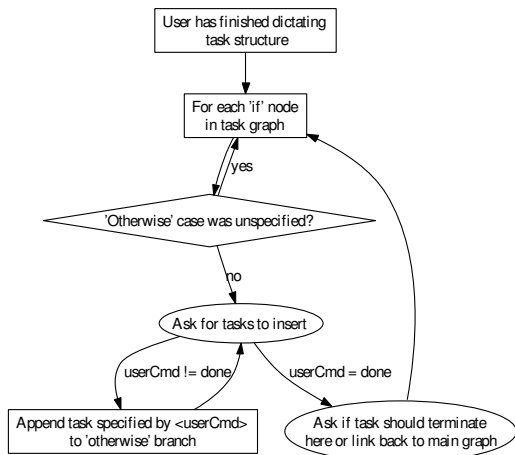 User has finished dictating
task structure
For each 'if' node
in task graph
yes
'Otherwise' case was unspecified?
no
Ask for tasks to insert
userCmd != done
userCmd = done
Append task specified by <userCmd>
to 'otherwise' branch
Ask if task should terminate
here or link back to main graph